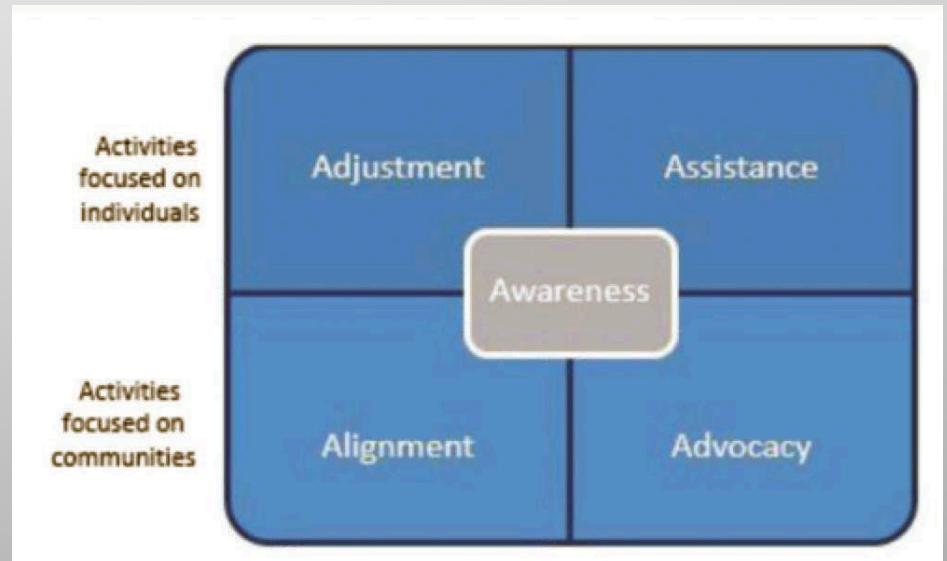 Activities
focused on
individuals
Adjustment
Assistance
Awareness
Activities
focused on
communities
Alignment
Advocacy